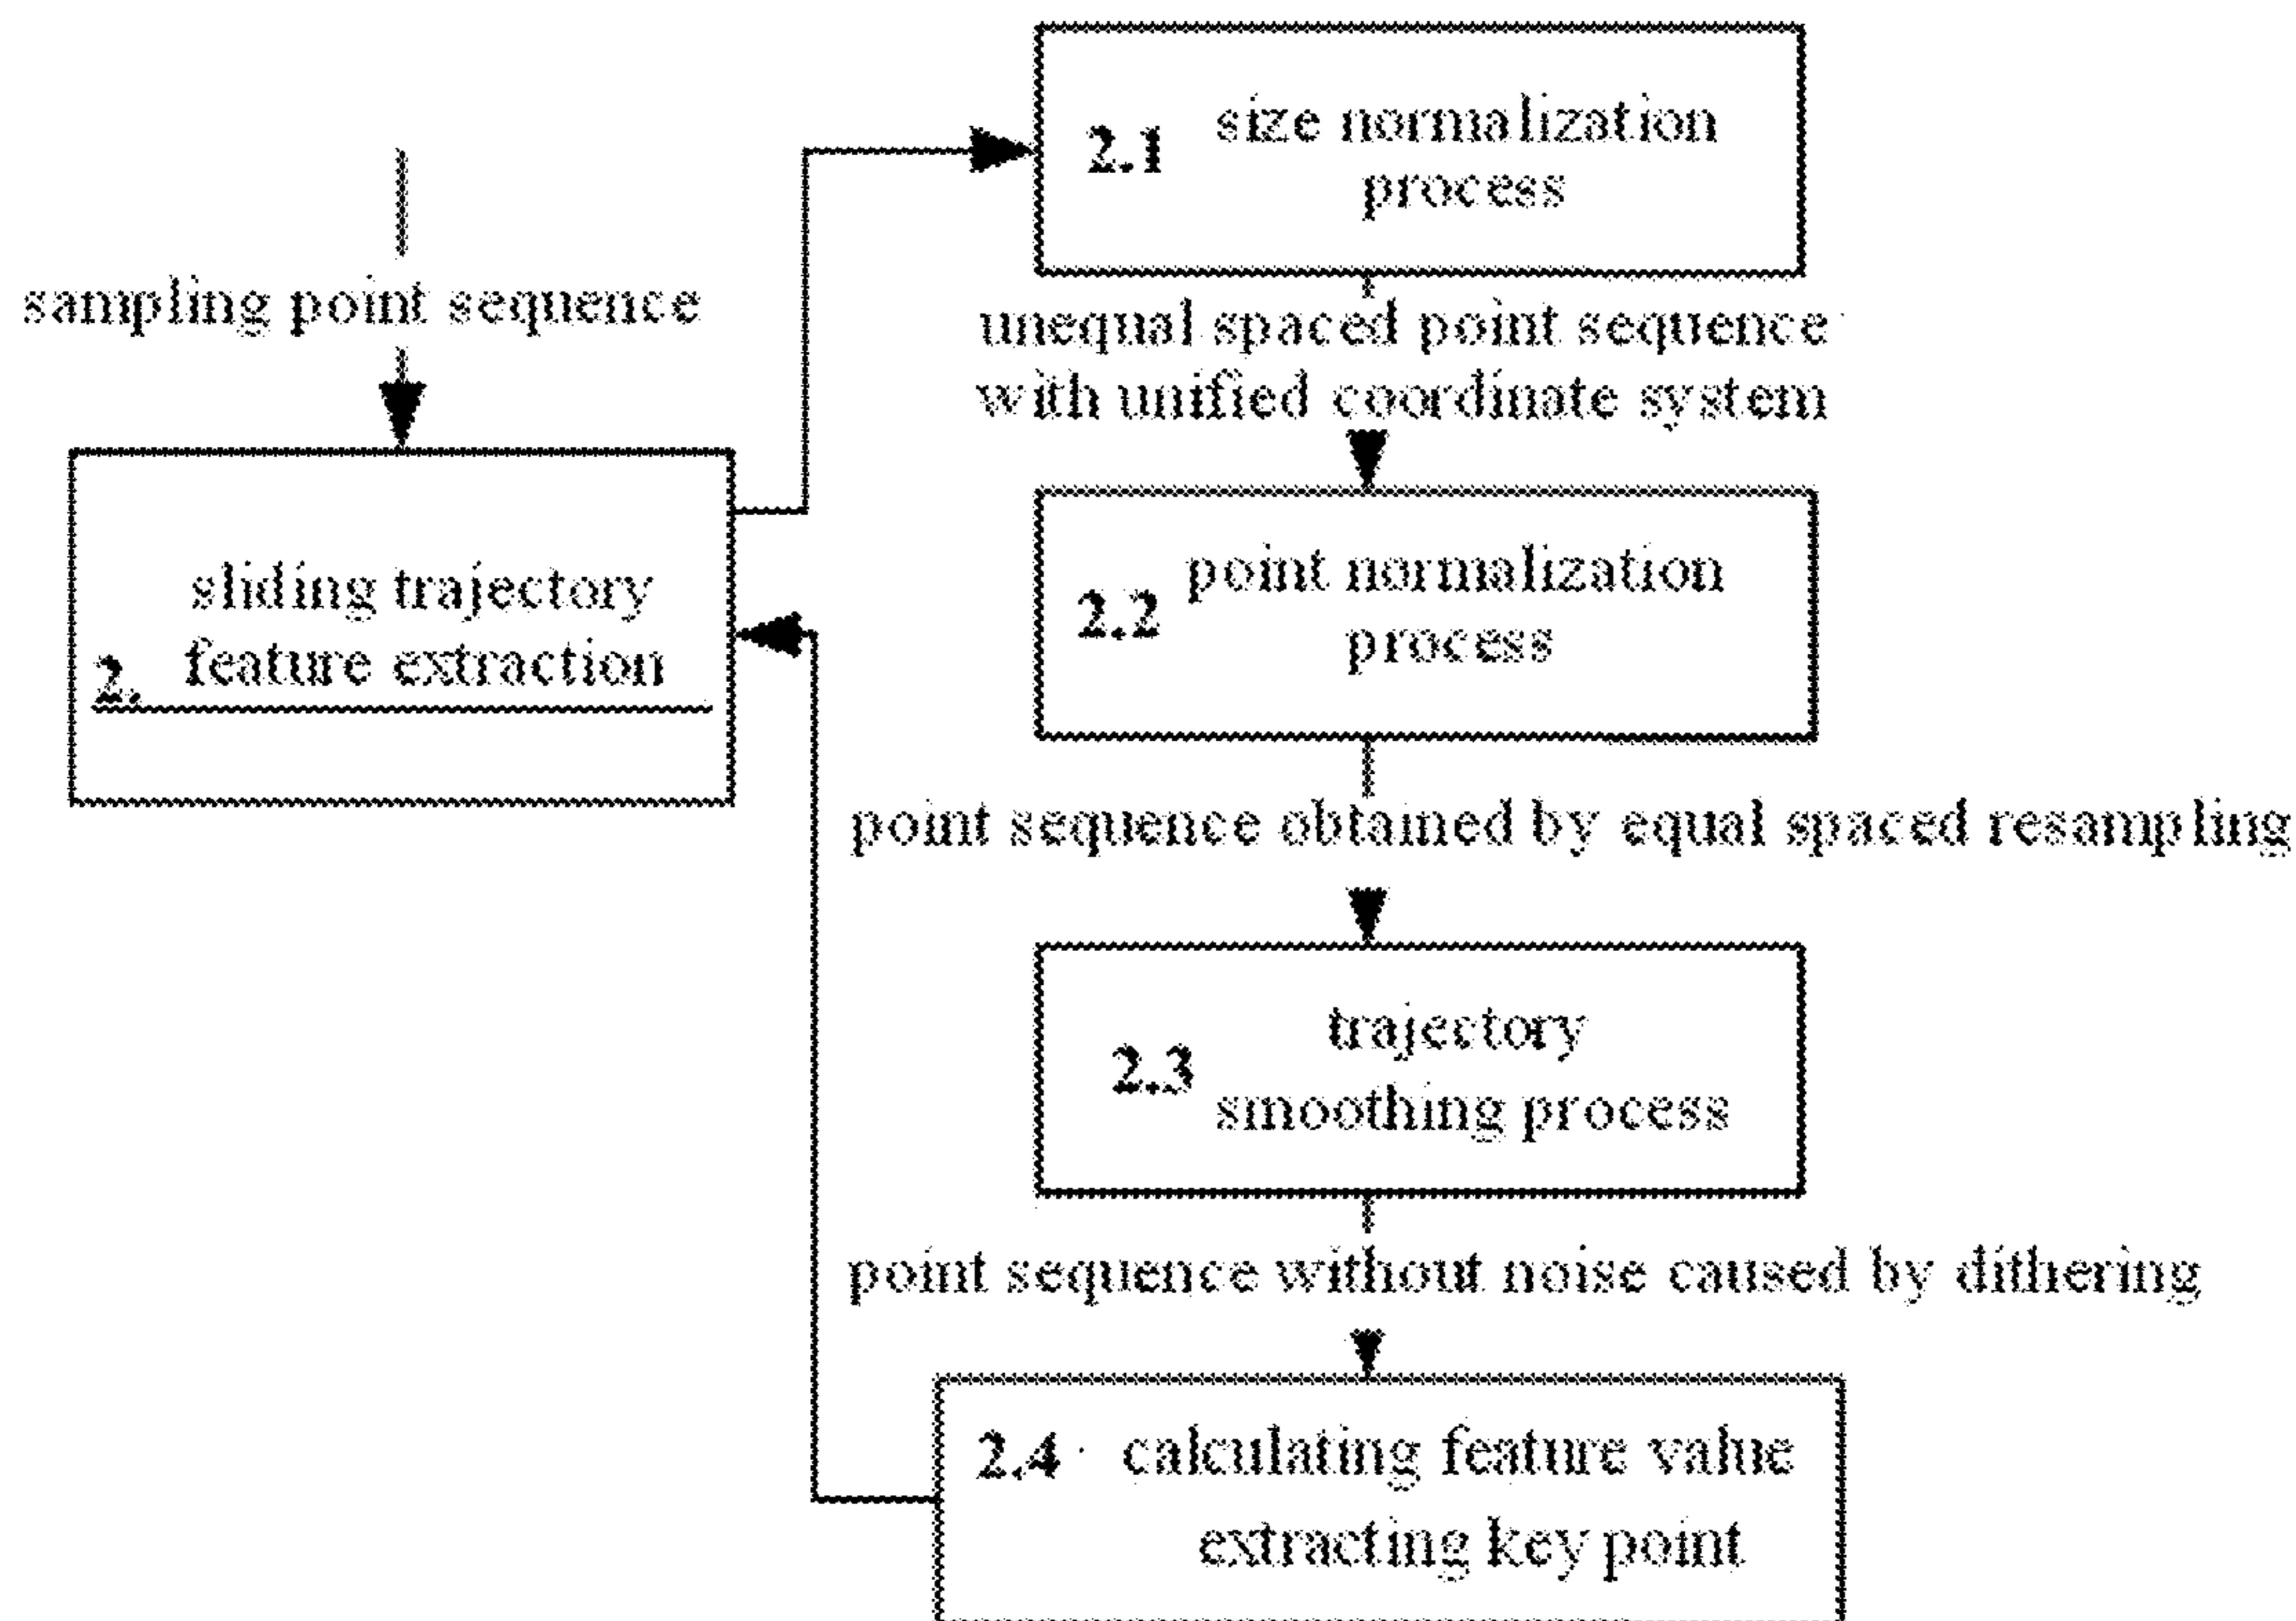 sampling point sequence
sliding trajectory
2. feature extraction
2.1 size normalization
process
unequal spaced point sequence
with unified coordinate system
2.2 point normalization
process
point sequence obtained by equal spaced resampling
2.3 trajectory
smoothing process
point sequence without noise caused by dithering
2.4 calculating feature value
extracting key point